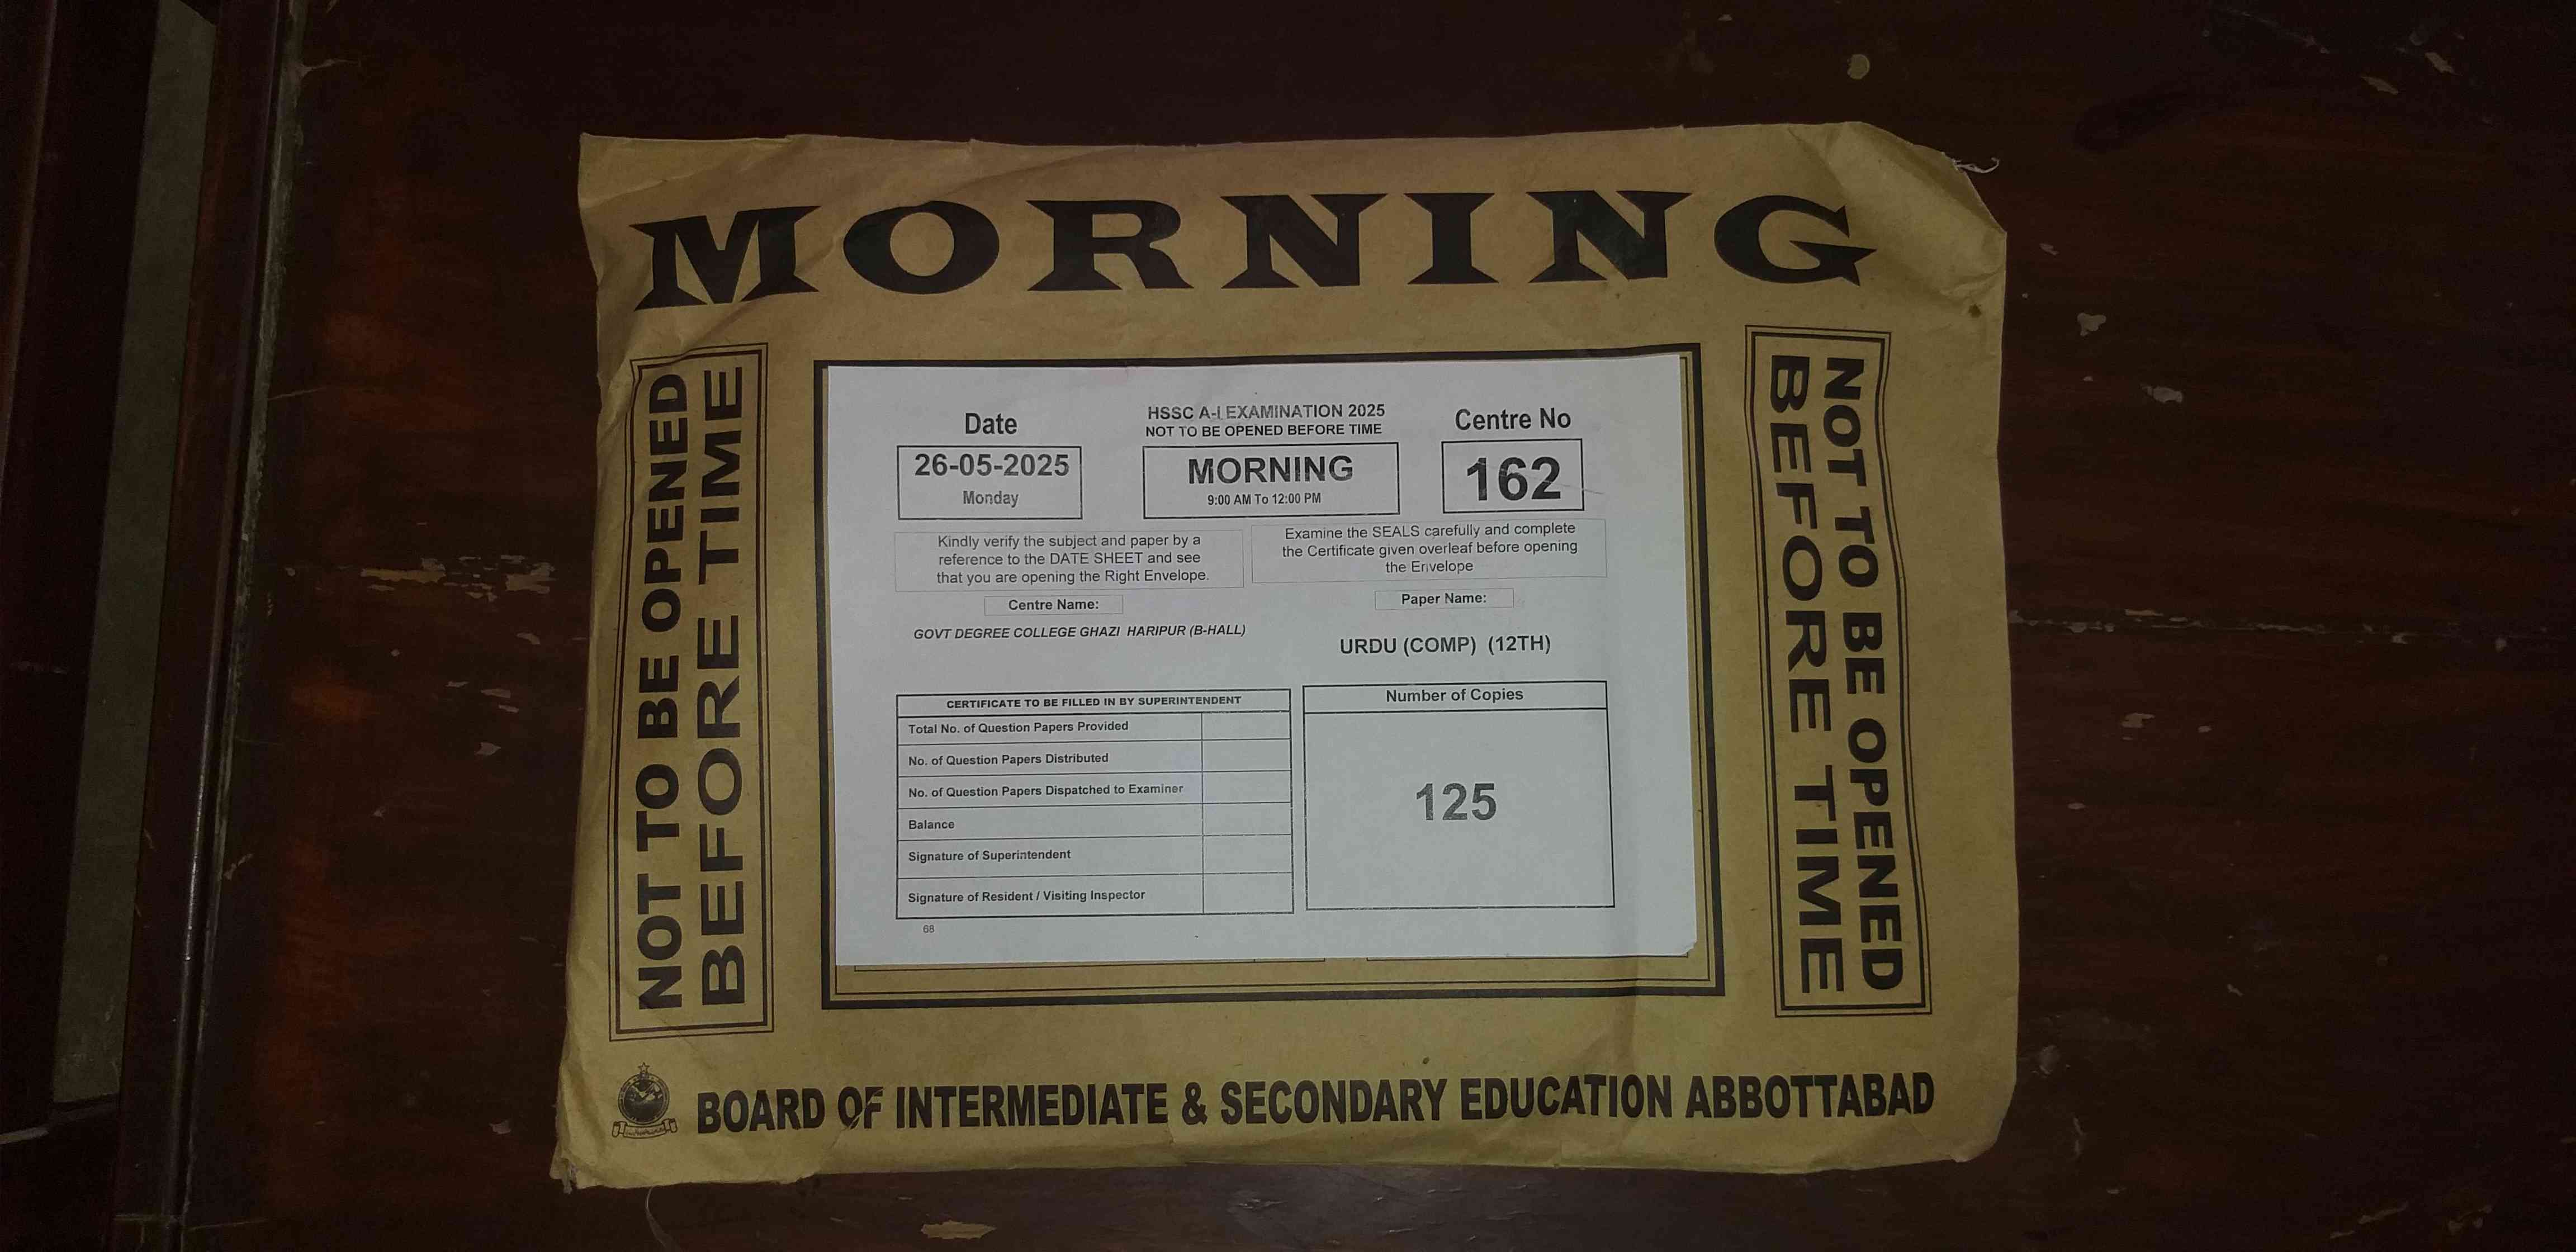 MORNING
NOT TO BE OPENED
BEFORE TIME
Date
26-05-2025
Monday
HSSC A-I EXAMINATION 2025
NOT TO BE OPENED BEFORE TIME
MORNING
9:00 AM To 12:00 PM
Centre No
162
Kindly verify the subject and paper by a
reference to the DATE SHEET and see
that you are opening the Right Envelope.
Examine the SEALS carefully and complete
the Certificate given overleaf before opening
the Envelope
Centre Name:
GOVT DEGREE COLLEGE GHAZI HARIPUR (B-HALL)
Paper Name:
URDU (COMP) (12TH)
CERTIFICATE TO BE FILLED IN BY SUPERINTENDENT
Total No. of Question Papers Provided
No. of Question Papers Distributed
No. of Question Papers Dispatched to Examiner
Balance
Signature of Superintendent
Signature of Resident / Visiting Inspector
Number of Copies
125
68
NOT TO BE OPENED
BEFORE TIME
BOARD OF INTERMEDIATE & SECONDARY EDUCATION ABBOTTABAD